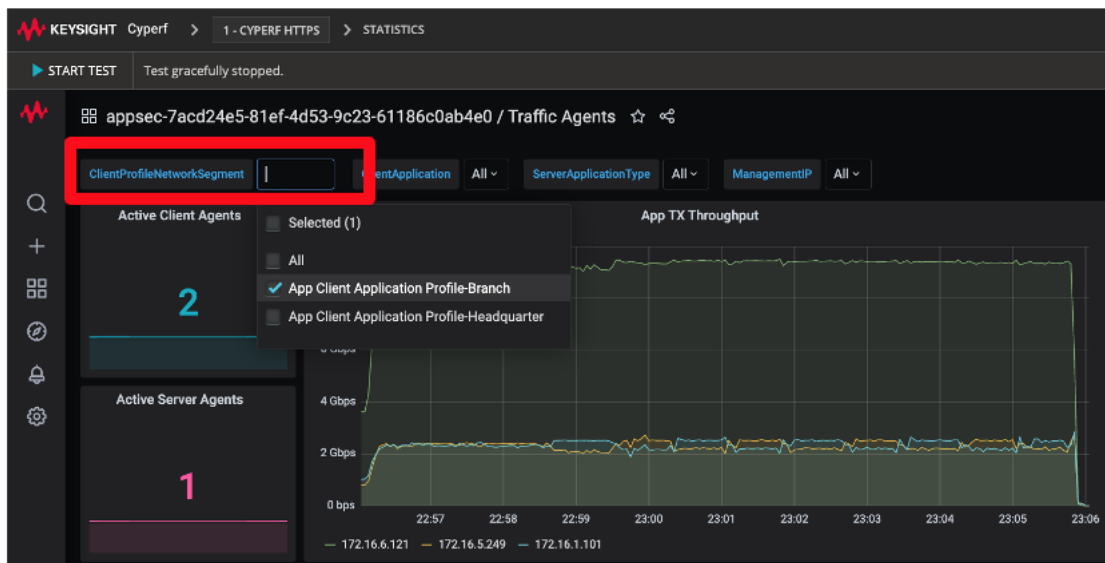 KEYSIGHT Cyperf > 1 - CYPERF HTTPS > STATISTICS
START TEST Test gracefully stopped.
appsec-7acd24e5-81ef-4d53-9c23-61186c0ab4e0 / Traffic Agents
ClientProfileNetworkSegment ClientApplication All ServerApplicationType All ManagementIP All
Active Client Agents
Selected (1)
App TX Throughput
All
App Client Application Profile-Branch
2
App Client Application Profile-Headquarter
Active Server Agents
4 Gbps
2 Gbps
1
0 bps
22:57 22:58 22:59 23:00 23:01 23:02 23:03 23:04 23:05 23:06
172.16.6.121 172.16.5.249 172.16.1.101